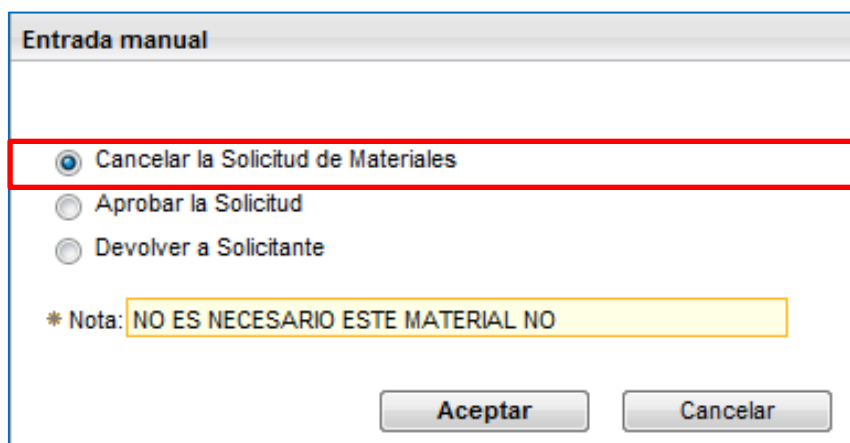 Entrada manual
Cancelar la Solicitud de Materiales
Aprobar la Solicitud
Devolver a Solicitante
* Nota: NO ES NECESARIO ESTE MATERIAL NO
Aceptar Cancelar